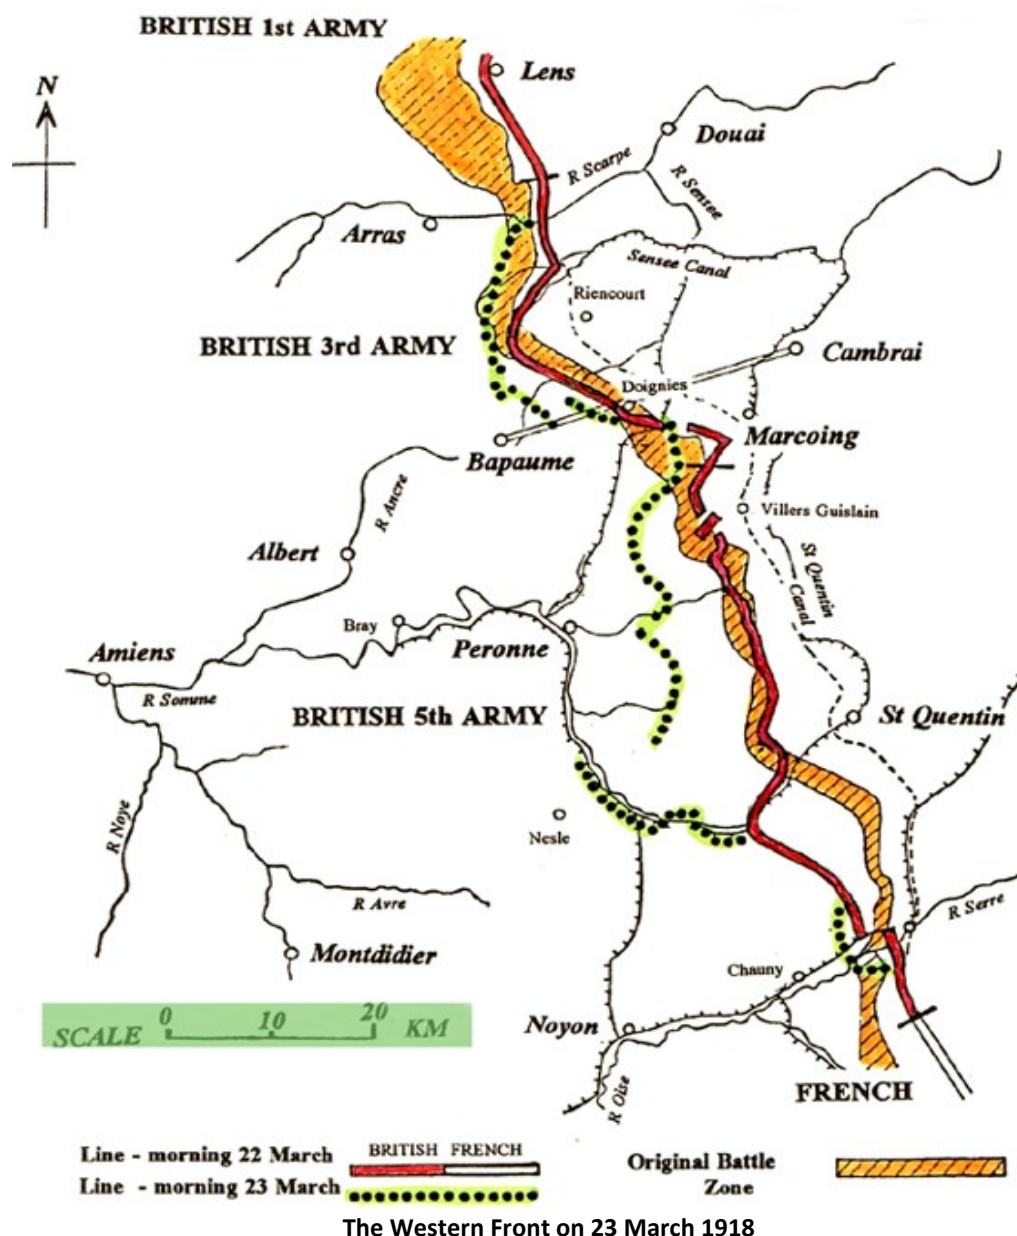 BRITISH 1st ARMY
N
Lens
Douai
R Scarpe
R Sensee
Arras
Sensee Canal
Riencourt
BRITISH 3rd ARMY
Cambrai
Doignies
Marcoing
Bapaume
R Ancre
Villers Guislain
Albert
St Quentin
Canal
Bray
Peronne
Amiens
R Somme
BRITISH 5th ARMY
St Quentin
R Noye
Nesle
R Avre
R Serre
Montdidier
Chauny
SCALE 0 10 20 KM
Noyon
R Oise
FRENCH
Line - morning 22 March BRITISH FRENCH
Line - morning 23 March
Original Battle
Zone
The Western Front on 23 March 1918